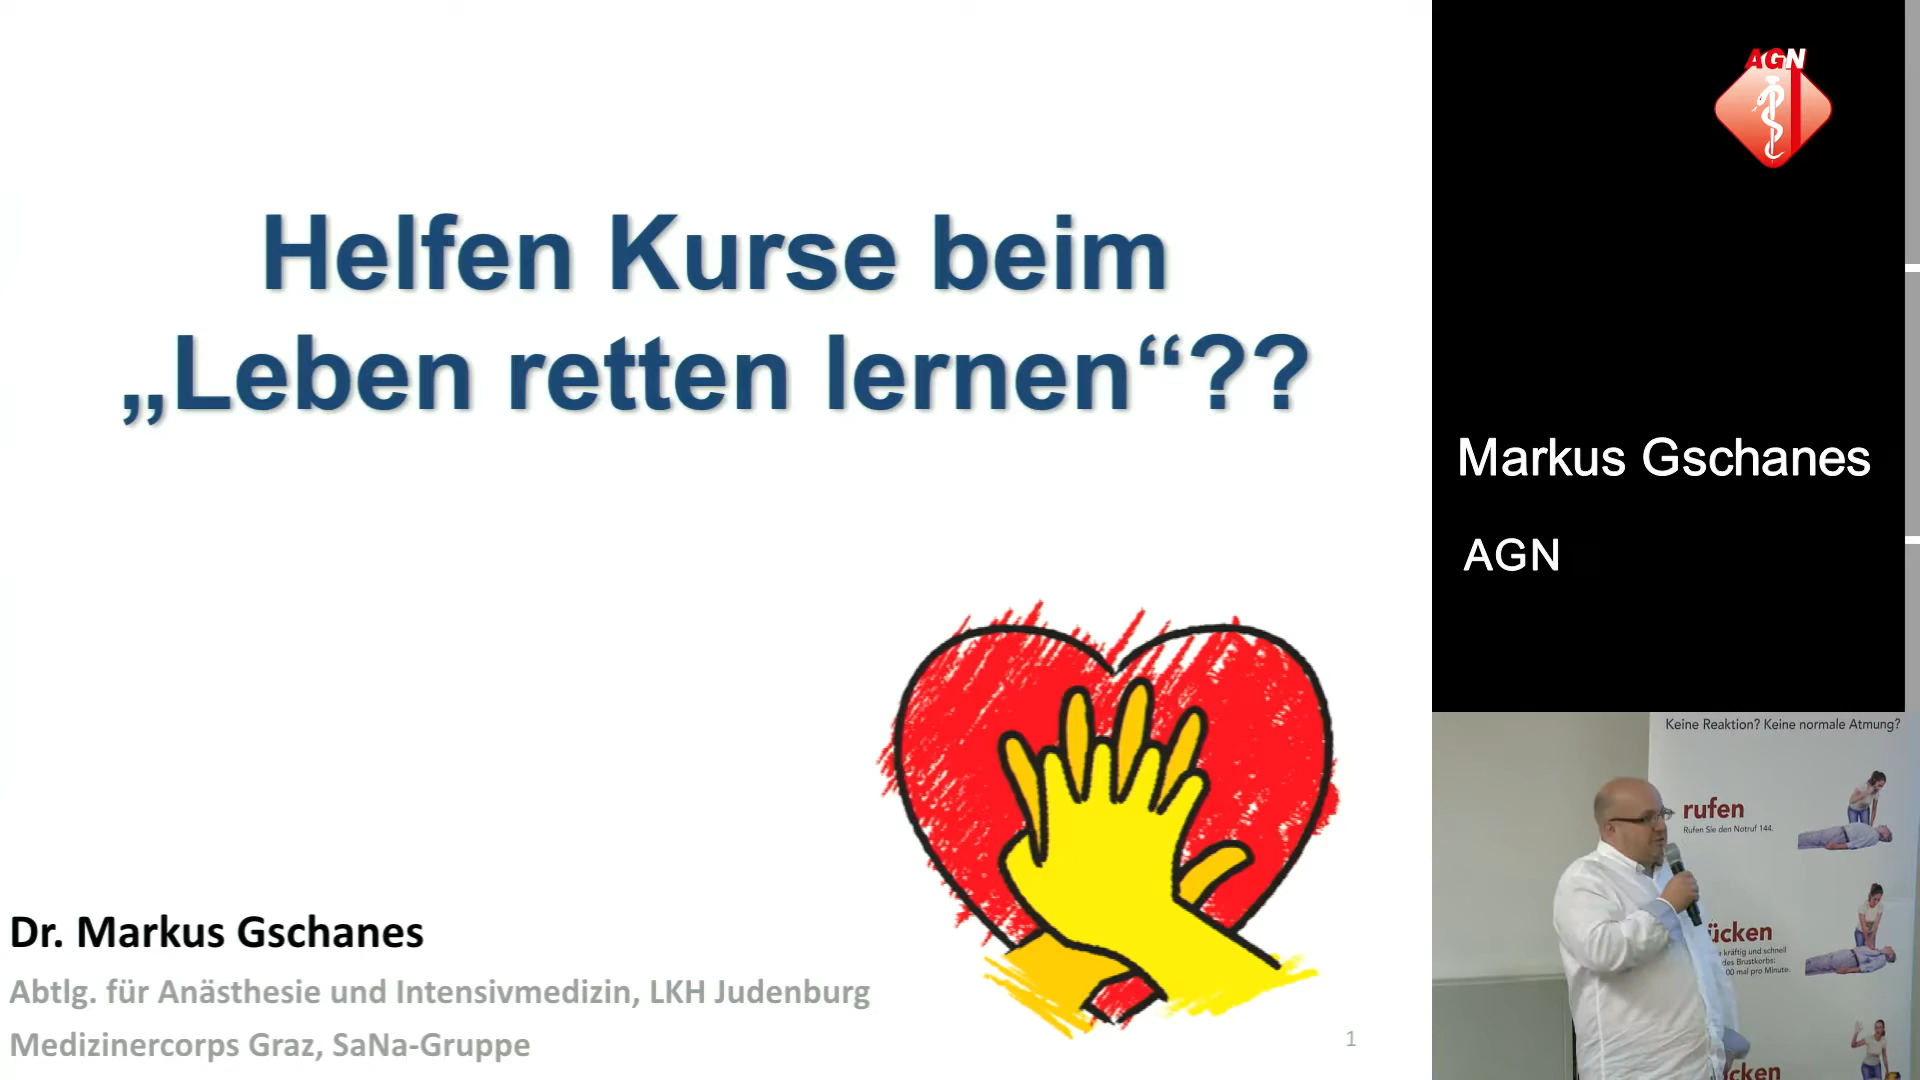 Helfen Kurse beim
„Leben retten lernen“??
Dr. Markus Gschanes
Abtlg. für Anästhesie und Intensivmedizin, LKH Judenburg
Medizinercorps Graz, SaNa-Gruppe
1
AGN
Markus Gschanes
AGN
Keine Reaktion? Keine normale Atmung?
rufen
Rufen Sie den Notruf 144.
ücken
kräftig und schnell
des Brustkorbs:
00 mal pro Minute.
cken